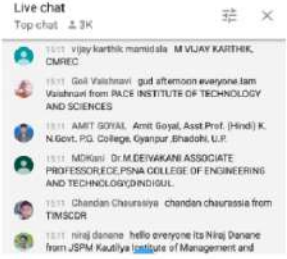 Live chat
Top chat 3K
15:11 vijay karthik mamidala M VIJAY KARTHIK,
CMREC
15:11 Goli Vaishnavi gud afternoon everyone.Iam
Vaishnavi from PACE INSTITUTE OF TECHNOLOGY
AND SCIENCES
15:11 AMIT GOYAL Amit Goyal, Asst.Prof. (Hindi) K.
N.Govt. P.G. College, Gyanpur ,Bhadohi, U.P.
15:11 MDKani Dr.M.DEIVAKANI ASSOCIATE
PROFESSOR,ECE,PSNA COLLEGE OF ENGINEERING
AND TECHNOLOGY,DINDIGUL.
15:11 Chandan Chaurasiya chandan chaurassia from
TIMSCDR
15:11 niraj danane hello everyone its Niraj Danane
from JSPM Kautilya Institute of Management and